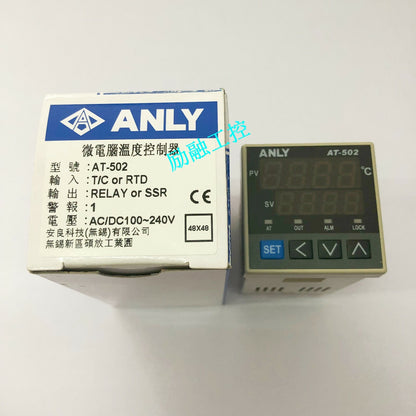 ANLY
微電腦溫度控制器
型 號 : AT-502
輸 入 : T/C or RTD
輸 出 : RELAY or SSR
警 報 : 1
電 壓 : AC/DC100~240V
安良科技(無錫)有限公司
無錫新區碩放工業園
CE
48X48
励融工控
ANLY AT-502
PV °C
SV
AT OUT ALM LOCK
SET